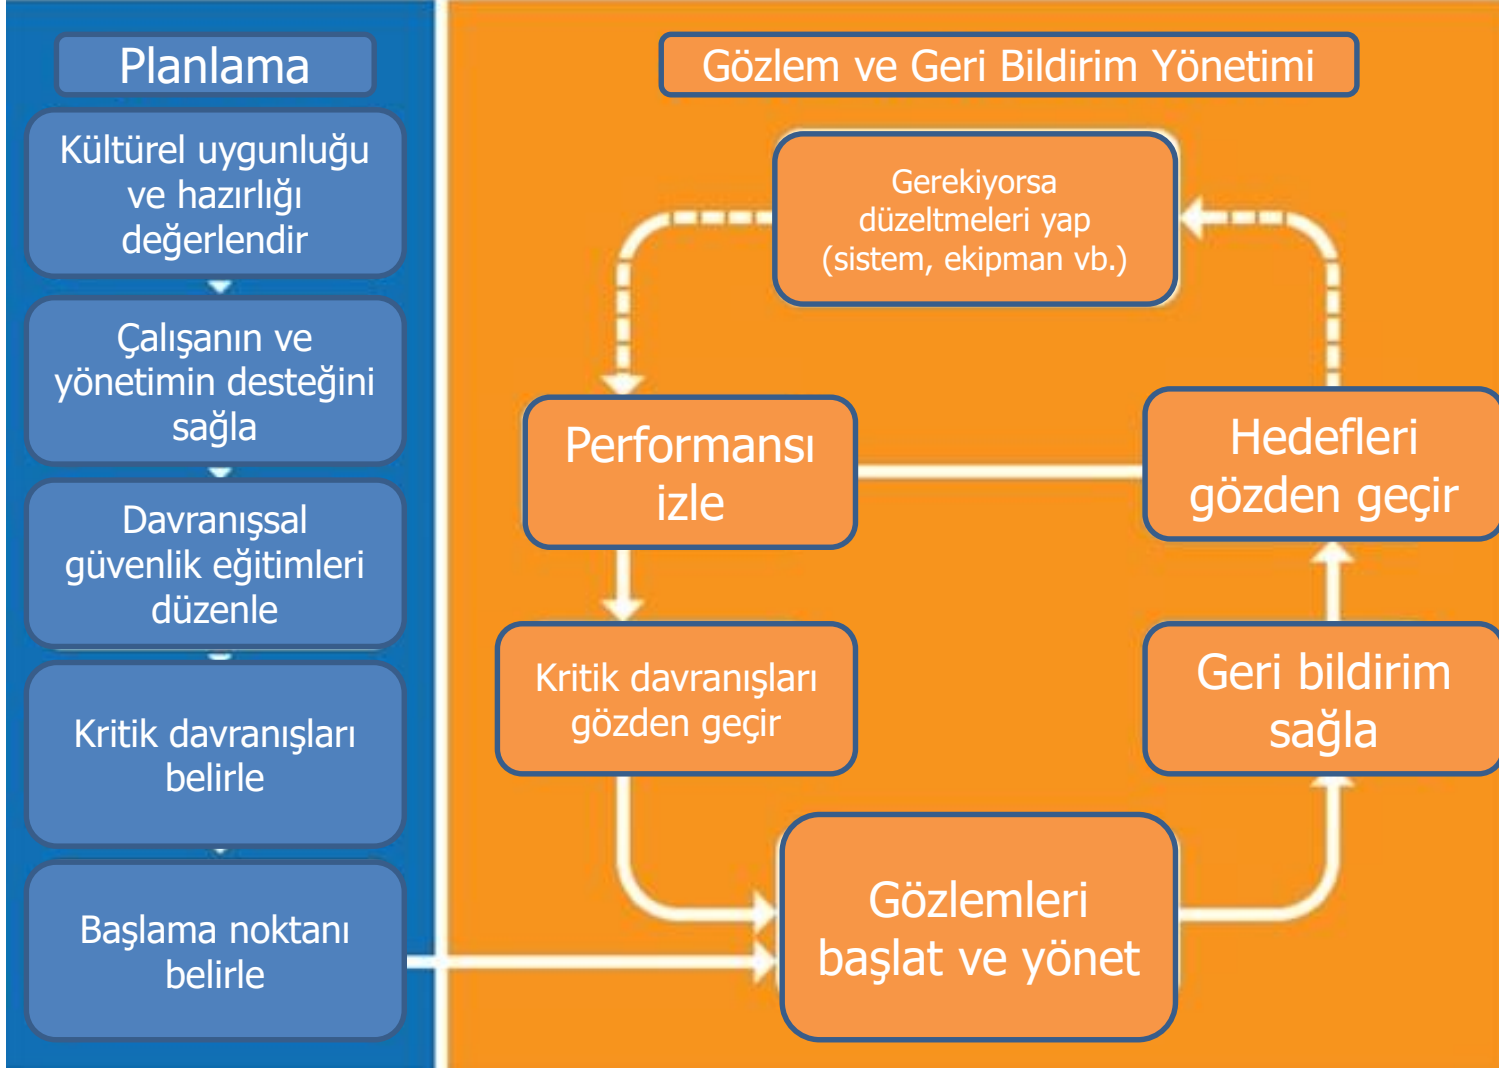 Planlama
Kültürel uygunluğu
ve hazırlığı
değerlendir
Çalışanın ve
yönetimin desteğini
sağla
Davranışsal
güvenlik eğitimleri
düzenle
Kritik davranışları
belirle
Başlama noktanı
belirle
Gözlem ve Geri Bildirim Yönetimi
Gerekiyorsa
düzeltmeleri yap
(sistem, ekipman vb.)
Performansı
izle
Hedefleri
gözden geçir
Kritik davranışları
gözden geçir
Geri bildirim
sağla
Gözlemleri
başlat ve yönet